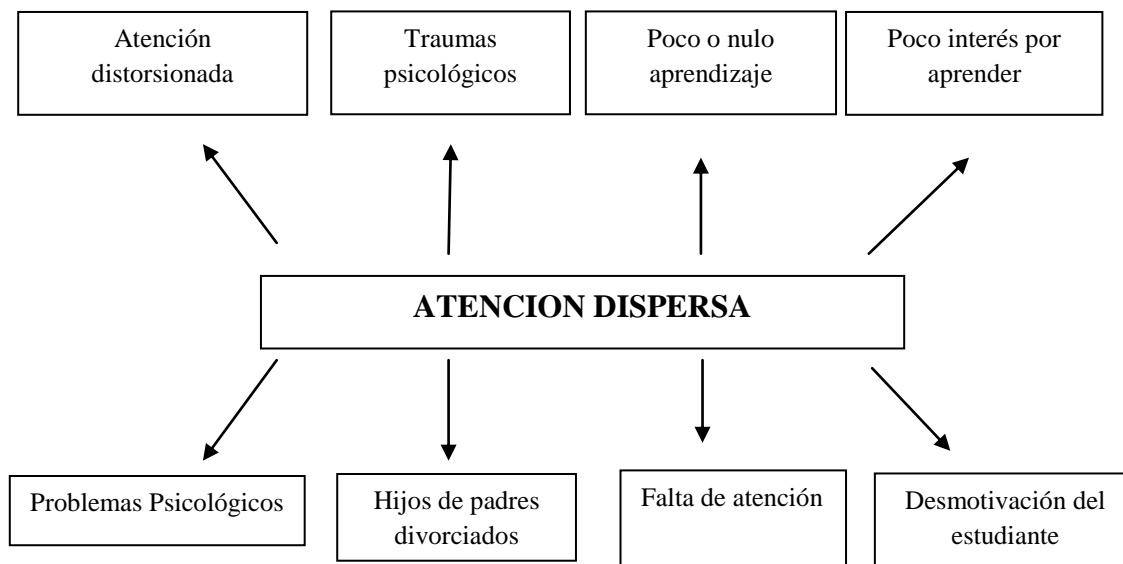 Atención
distorsionada
Traumas
psicológicos
Poco o nulo
aprendizaje
Poco interés por
aprender
ATENCION DISPERSA
Problemas Psicológicos
Hijos de padres
divorciados
Falta de atención
Desmotivación del
estudiante